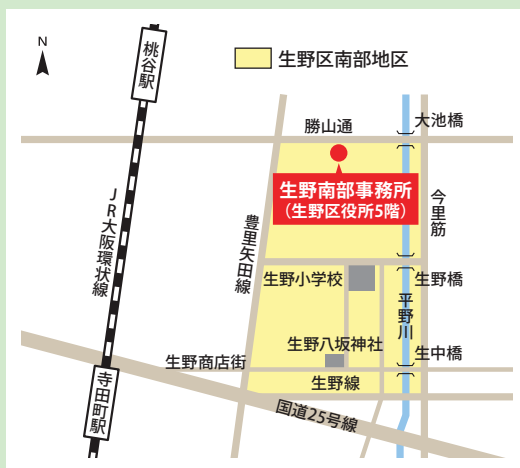 N
桃谷駅
生野区南部地区
勝山通
大池橋
生野南部事務所
（生野区役所5階）
JR大阪環状線
豊里矢田線
今里筋
生野小学校
生野橋
平野川
生野八坂神社
生野商店街
生中橋
生野線
寺田町駅
国道25号線